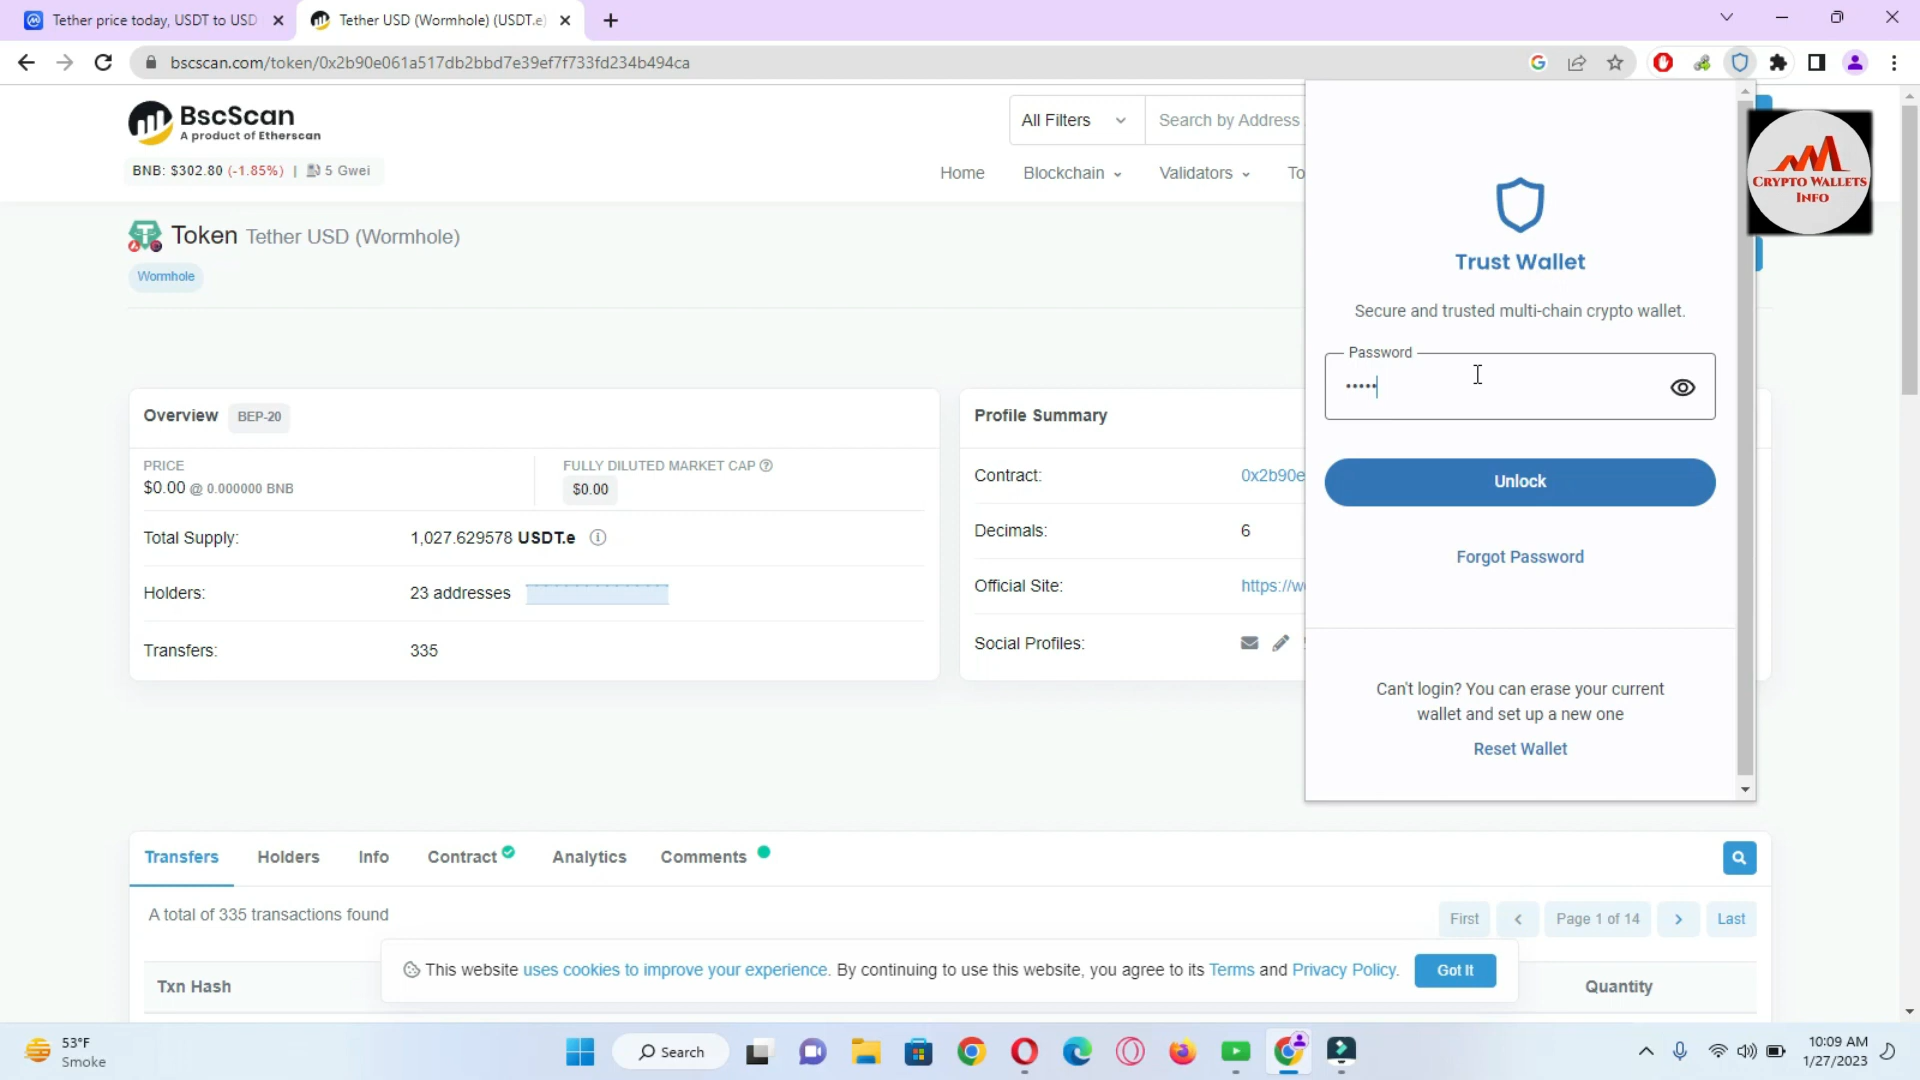 Tether price today, USDT to USD
Tether USD (Wormhole) (USDT.e)
bscscan.com/token/0x2b90e061a517db2bbd7e39ef7f733fd234b494ca
BscScan
A product of Etherscan
All Filters
Search by Address
BNB: $302.80 (-1.85%) | 5 Gwei
Home
Blockchain
Validators
To
Token Tether USD (Wormhole)
Wormhole
Overview BEP-20
PRICE
$0.00 @ 0.000000 BNB
FULLY DILUTED MARKET CAP
$0.00
Total Supply:
1,027.629578 USDT.e
Holders:
23 addresses
Transfers:
335
Profile Summary
Contract:
0x2b90e
Decimals:
6
Official Site:
https://w
Social Profiles:
Trust Wallet
Secure and trusted multi-chain crypto wallet.
Password
•••••
Unlock
Forgot Password
Can't login? You can erase your current
wallet and set up a new one
Reset Wallet
CRYPTO WALLETS
INFO
Transfers
Holders
Info
Contract
Analytics
Comments
A total of 335 transactions found
First
Page 1 of 14
Last
This website uses cookies to improve your experience. By continuing to use this website, you agree to its Terms and Privacy Policy.
Got It
Txn Hash
Quantity
53°F
Smoke
Search
10:09 AM
1/27/2023